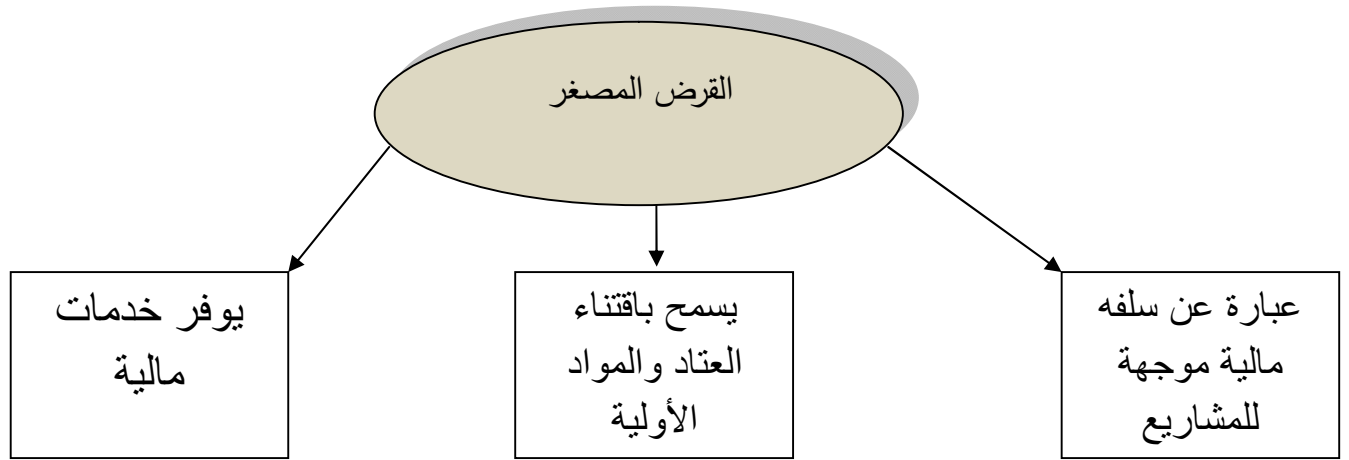 القرض المصغر
عبارة عن سلفه
مالية موجهة
للمشاريع
يسمح باقتناء
العتاد والمواد
الأولية
يوفر خدمات
مالية